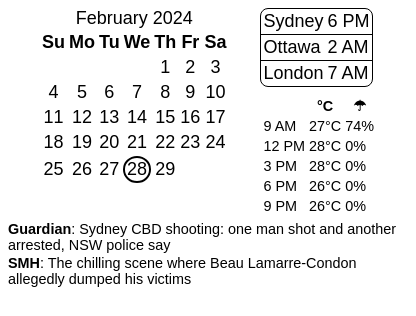 February 2024
Su Mo Tu We Th Fr Sa
1 2 3
4 5 6 7 8 9 10
11 12 13 14 15 16 17
18 19 20 21 22 23 24
25 26 27 28 29
Sydney 6 PM
Ottawa 2 AM
London 7 AM
°C ☂
9 AM 27°C 74%
12 PM 28°C 0%
3 PM 28°C 0%
6 PM 26°C 0%
9 PM 26°C 0%
Guardian: Sydney CBD shooting: one man shot and another
arrested, NSW police say
SMH: The chilling scene where Beau Lamarre-Condon
allegedly dumped his victims